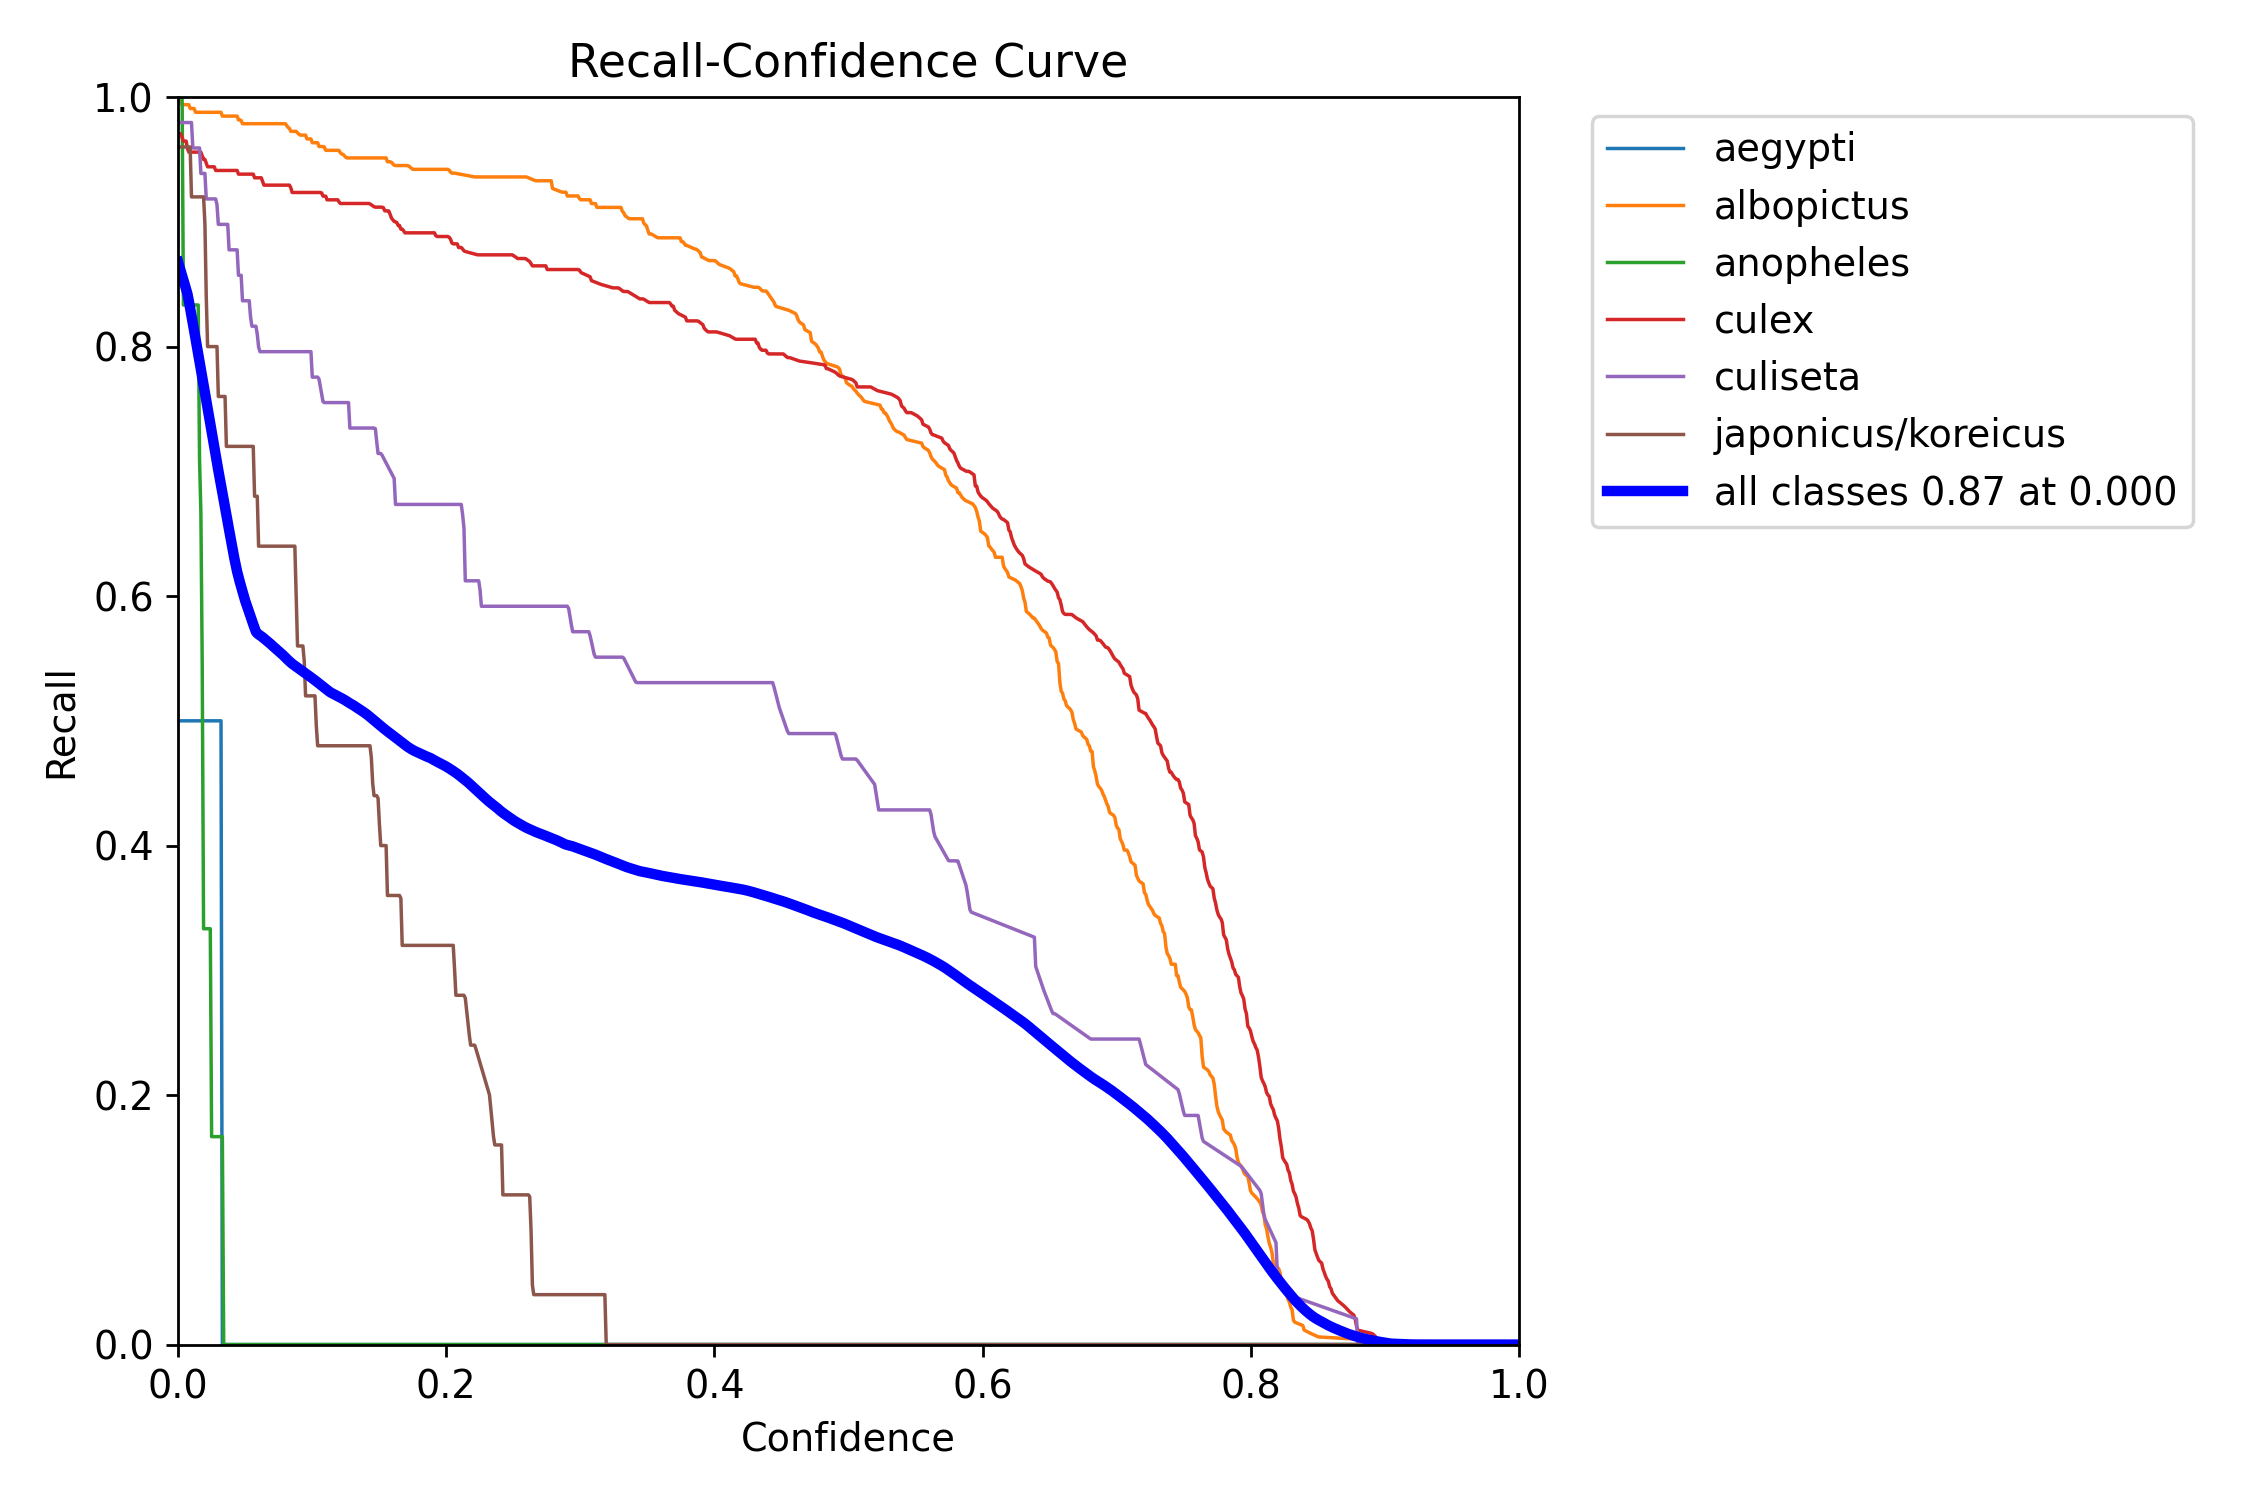 Recall-Confidence Curve
1.0
0.8
0.6
0.4
0.2
0.0
Recall
0.0 0.2 0.4 0.6 0.8 1.0
Confidence
aegypti
albopictus
anopheles
culex
culiseta
japonicus/koreicus
all classes 0.87 at 0.000